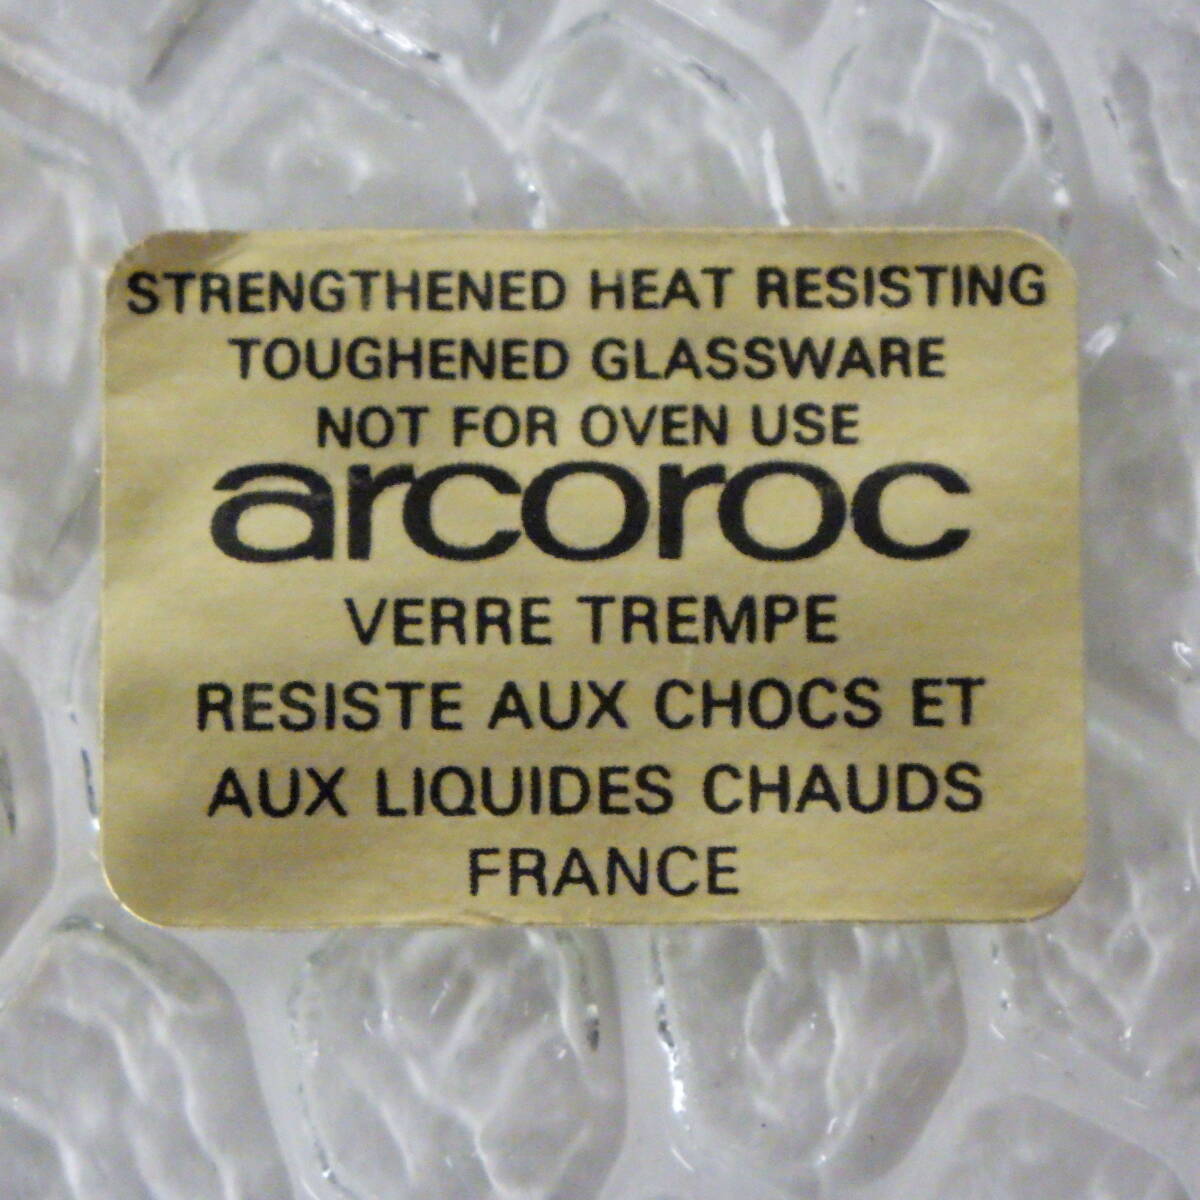 STRENGTHENED HEAT RESISTING
TOUGHENED GLASSWARE
NOT FOR OVEN USE
arcoroc
VERRE TREMPE
RESISTE AUX CHOCS ET
AUX LIQUIDES CHAUDS
FRANCE